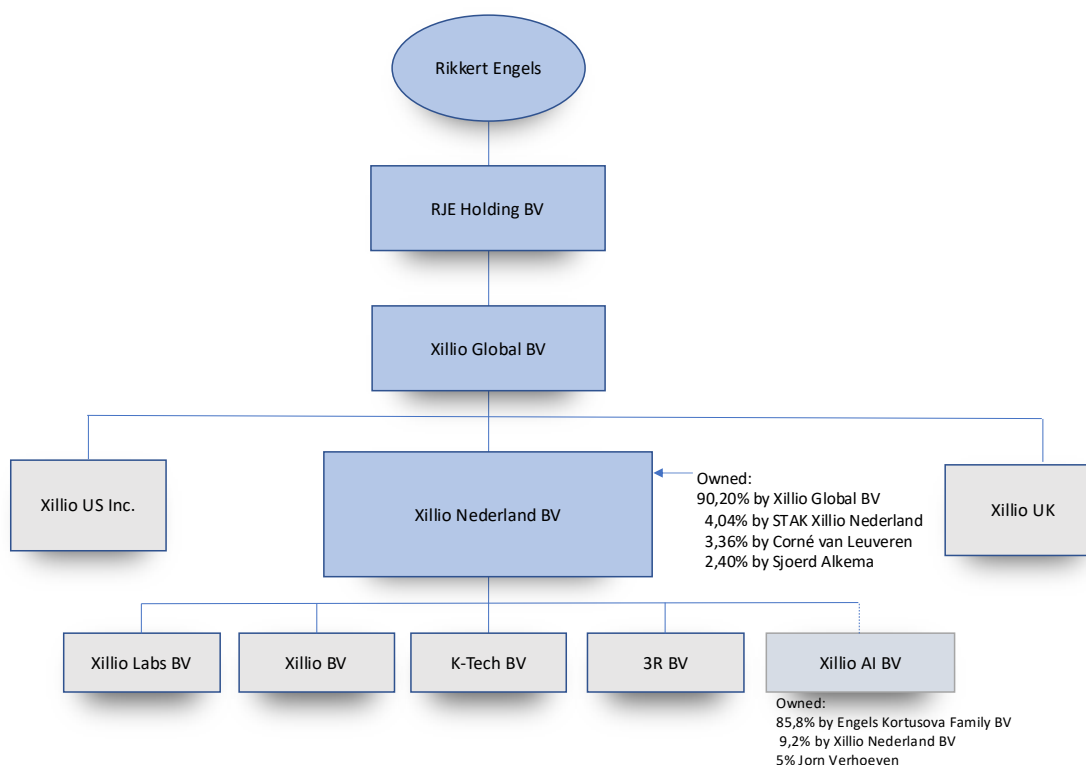 Rikkert Engels
RJE Holding BV
Xillio Global BV
Xillio US Inc.
Xillio Nederland BV
Owned:
90,20% by Xillio Global BV
4,04% by STAK Xillio Nederland
3,36% by Corné van Leuveren
2,40% by Sjoerd Alkema
Xillio UK
Xillio Labs BV
Xillio BV
K-Tech BV
3R BV
Xillio AI BV
Owned:
85,8% by Engels Kortusova Family BV
9,2% by Xillio Nederland BV
5% Jorn Verhoeven